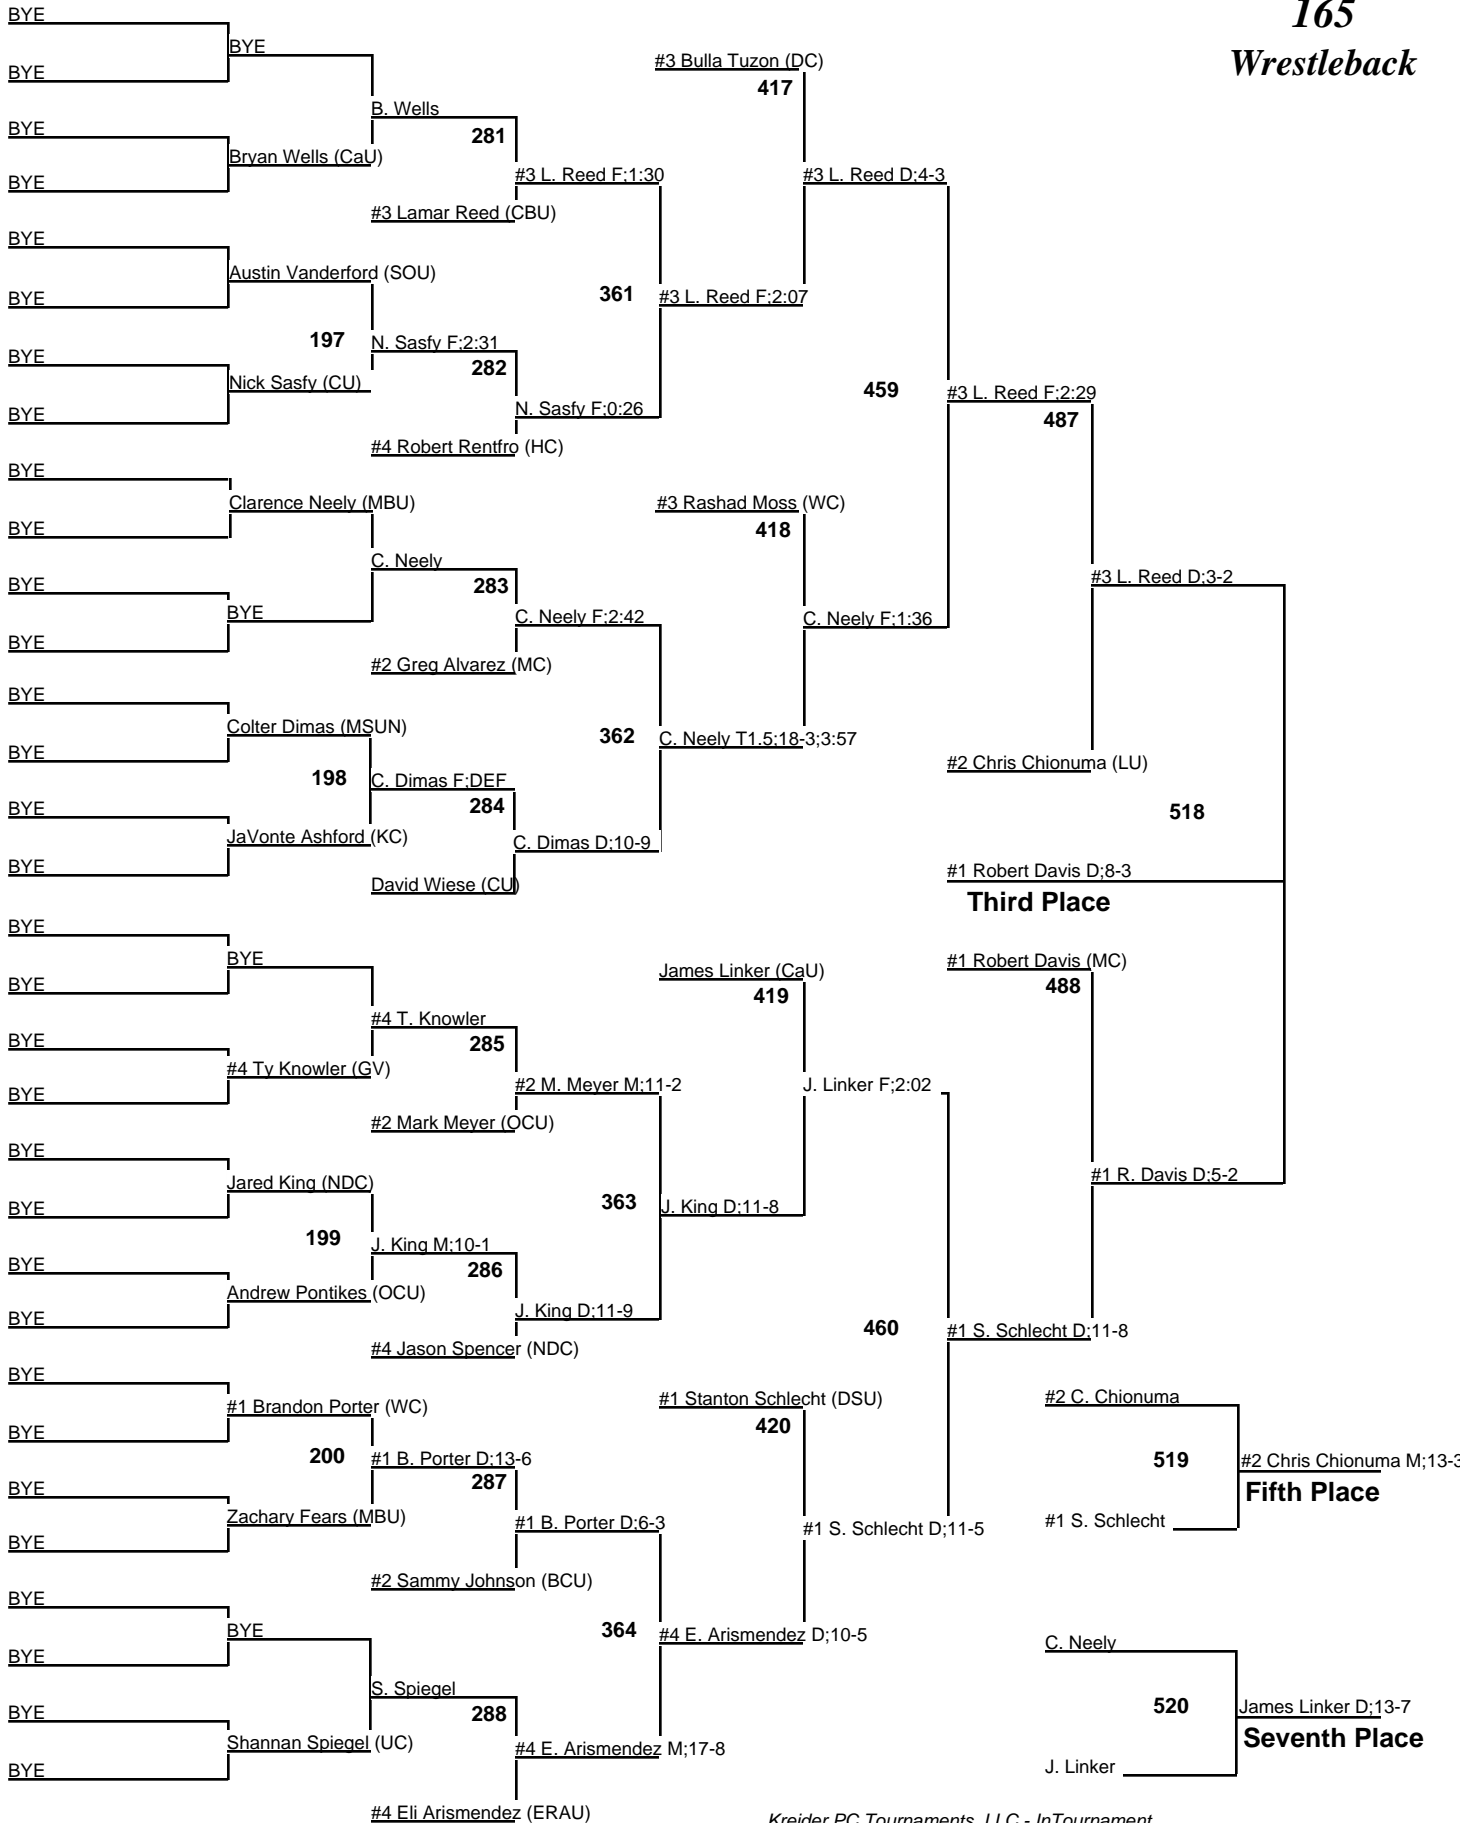 165
Wrestleback
BYE
BYE
BYE
#3 Bulla Tuzon (DC)
417
B. Wells
281
BYE
Bryan Wells (CaU)
BYE
#3 L. Reed F;1:30
#3 L. Reed D;4-3
#3 Lamar Reed (CBU)
BYE
Austin Vanderford (SOU)
BYE
361
#3 L. Reed F;2:07
197
N. Sasfy F;2:31
BYE
282
Nick Sasfy (CU)
459
#3 L. Reed F;2:29
BYE
N. Sasfy F;0:26
487
#4 Robert Rentfro (HC)
BYE
Clarence Neely (MBU)
#3 Rashad Moss (WC)
BYE
418
C. Neely
BYE
283
#3 L. Reed D;3-2
BYE
C. Neely F;2:42
C. Neely F;1:36
BYE
#2 Greg Alvarez (MC)
BYE
Colter Dimas (MSUN)
362
C. Neely T1.5;18-3;3:57
BYE
#2 Chris Chionuma (LU)
198
C. Dimas F;DEF
BYE
284
518
JaVonte Ashford (KC)
C. Dimas D;10-9
BYE
David Wiese (CU)
#1 Robert Davis D;8-3
Third Place
BYE
BYE
James Linker (CaU)
#1 Robert Davis (MC)
BYE
419
488
#4 T. Knowler
BYE
285
#4 Ty Knowler (GV)
#2 M. Meyer M;11-2
J. Linker F;2:02
BYE
#2 Mark Meyer (OCU)
BYE
Jared King (NDC)
#1 R. Davis D;5-2
BYE
363
J. King D;11-8
199
J. King M;10-1
BYE
286
Andrew Pontikes (OCU)
BYE
J. King D;11-9
460
#1 S. Schlecht D;11-8
#4 Jason Spencer (NDC)
BYE
#1 Brandon Porter (WC)
#1 Stanton Schlecht (DSU)
#2 C. Chionuma
BYE
420
200
#1 B. Porter D;13-6
519
#2 Chris Chionuma M;13-3
BYE
287
Fifth Place
Zachary Fears (MBU)
#1 B. Porter D;6-3
#1 S. Schlecht D;11-5
#1 S. Schlecht
BYE
#2 Sammy Johnson (BCU)
BYE
BYE
364
#4 E. Arismendez D;10-5
C. Neely
BYE
S. Spiegel
BYE
288
520
James Linker D;13-7
Shannan Spiegel (UC)
#4 E. Arismendez M;17-8
Seventh Place
BYE
J. Linker
#4 Eli Arismendez (ERAU)
Kreider PC Tournaments, LLC - InTournament